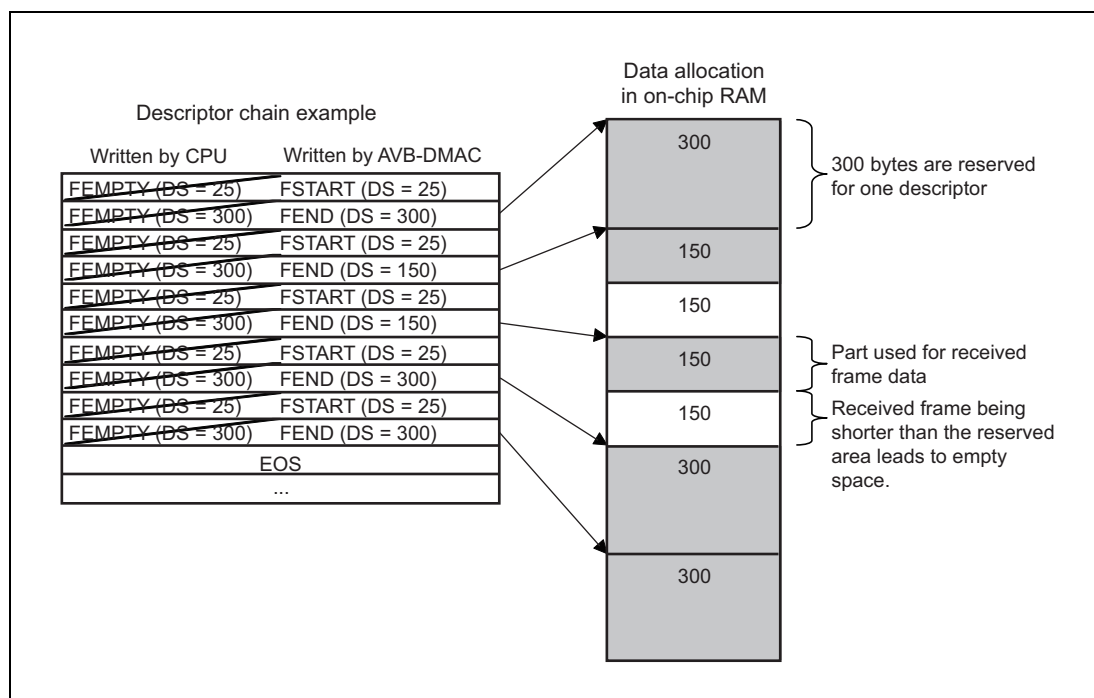 Data allocation
in on-chip RAM
Descriptor chain example
Written by CPU Written by AVB-DMAC
FEMPTY (DS = 25) FSTART (DS = 25)
FEMPTY (DS = 300) FEND (DS = 300)
FEMPTY (DS = 25) FSTART (DS = 25)
FEMPTY (DS = 300) FEND (DS = 150)
FEMPTY (DS = 25) FSTART (DS = 25)
FEMPTY (DS = 300) FEND (DS = 150)
FEMPTY (DS = 25) FSTART (DS = 25)
FEMPTY (DS = 300) FEND (DS = 300)
FEMPTY (DS = 25) FSTART (DS = 25)
FEMPTY (DS = 300) FEND (DS = 300)
EOS
...
300
150
150
150
150
300
300
300 bytes are reserved
for one descriptor
Part used for received
frame data
Received frame being
shorter than the reserved
area leads to empty
space.